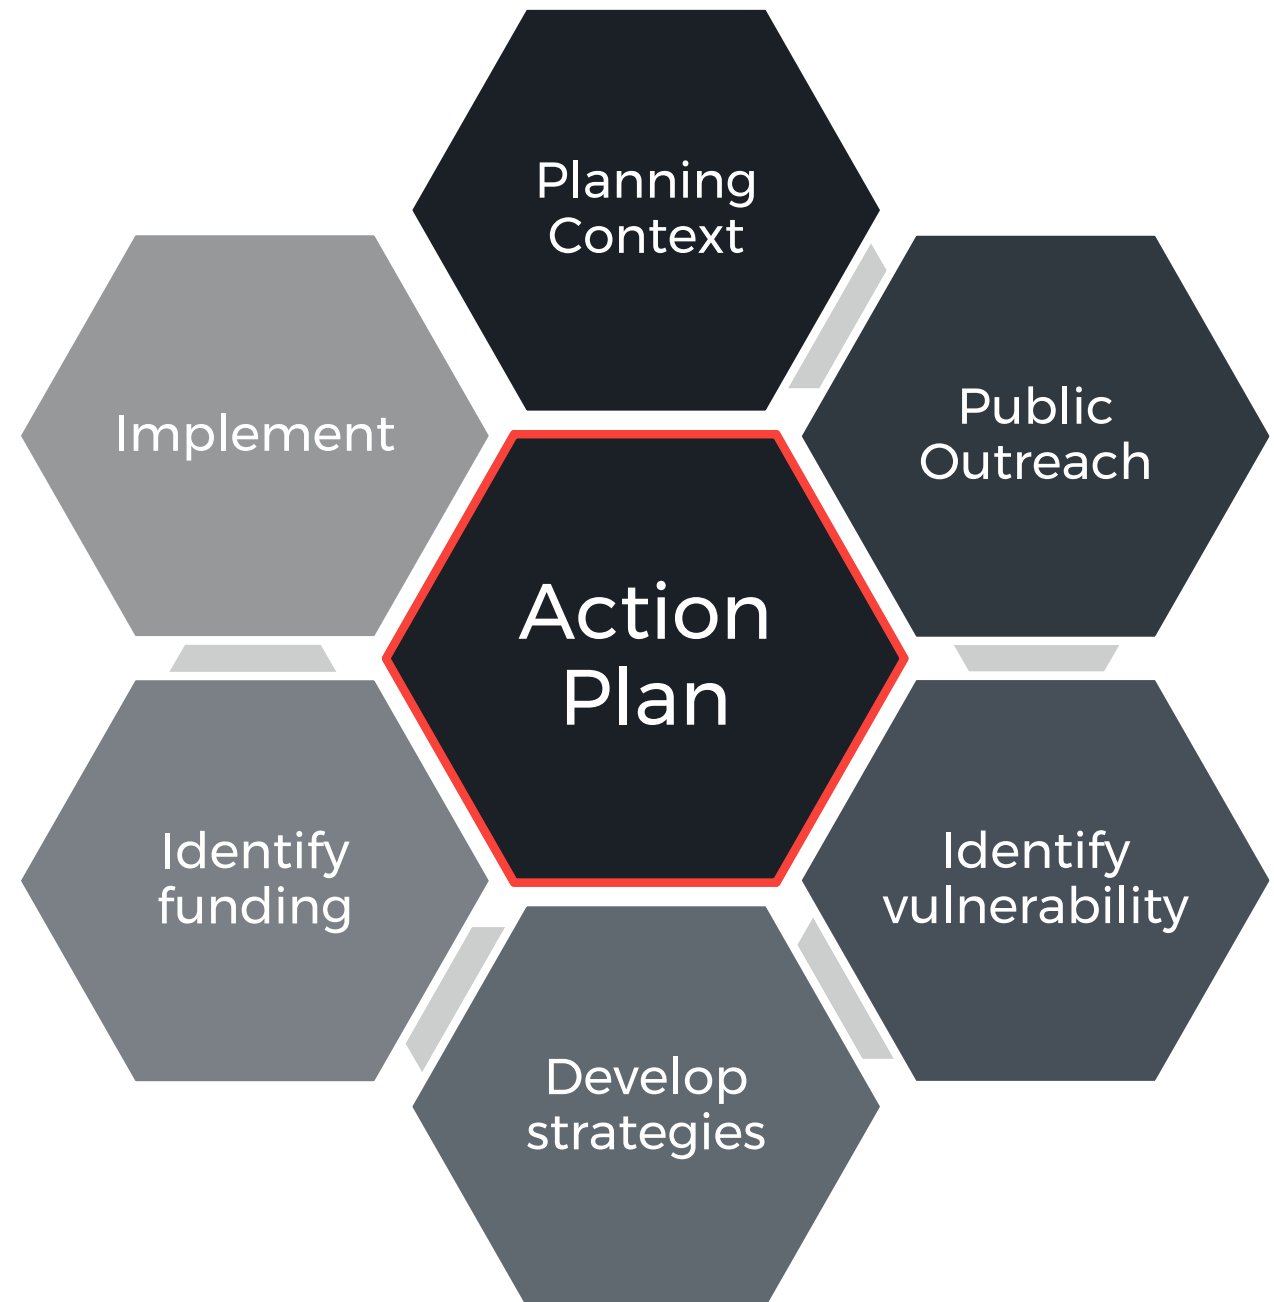 Planning
Context
Public
Outreach
Identify
vulnerability
Develop
strategies
Identify
funding
Implement
Action
Plan